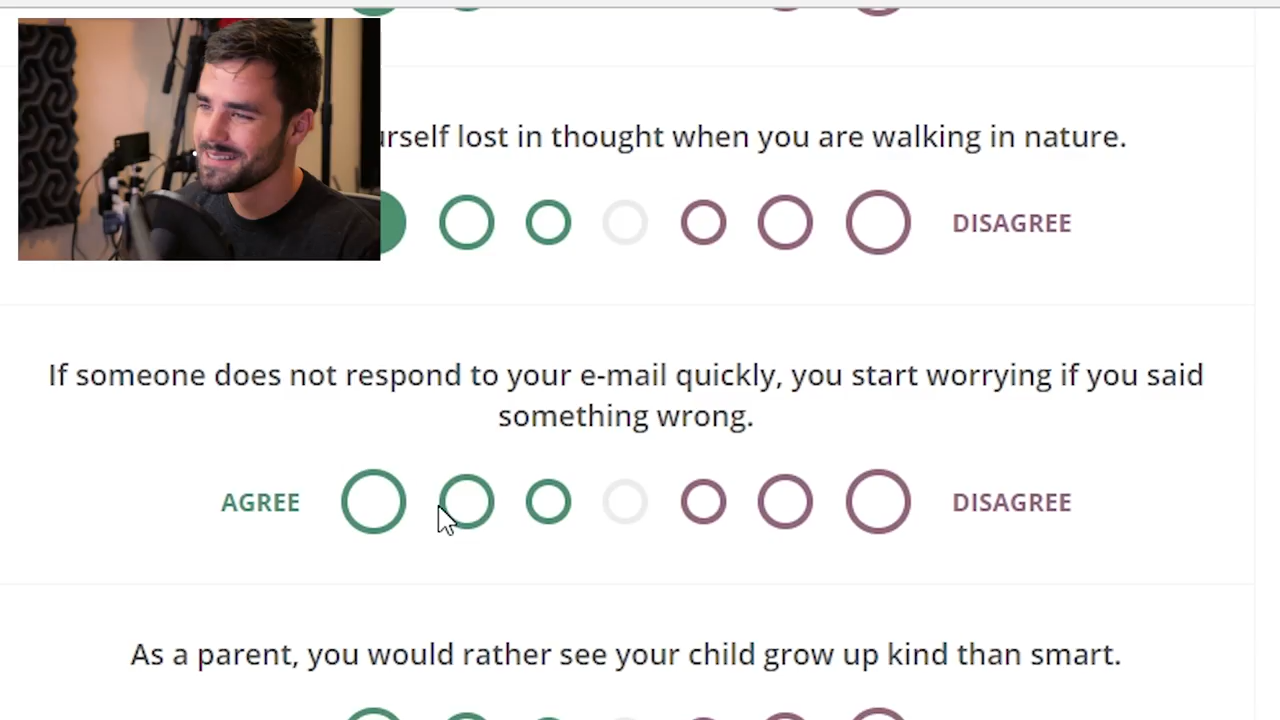 lost in thought when you are walking in nature.
DISAGREE
If someone does not respond to your e-mail quickly, you start worrying if you said
something wrong.
AGREE DISAGREE
As a parent, you would rather see your child grow up kind than smart.